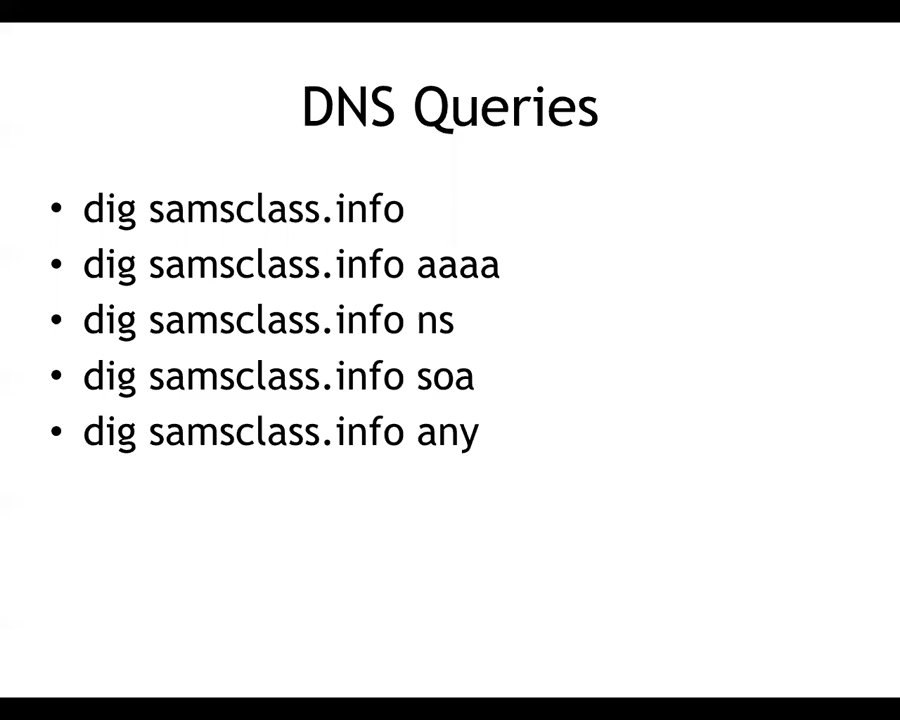 DNS Queries
• dig samsclass.info
• dig samsclass.info aaaa
• dig samsclass.info ns
• dig samsclass.info soa
• dig samsclass.info any